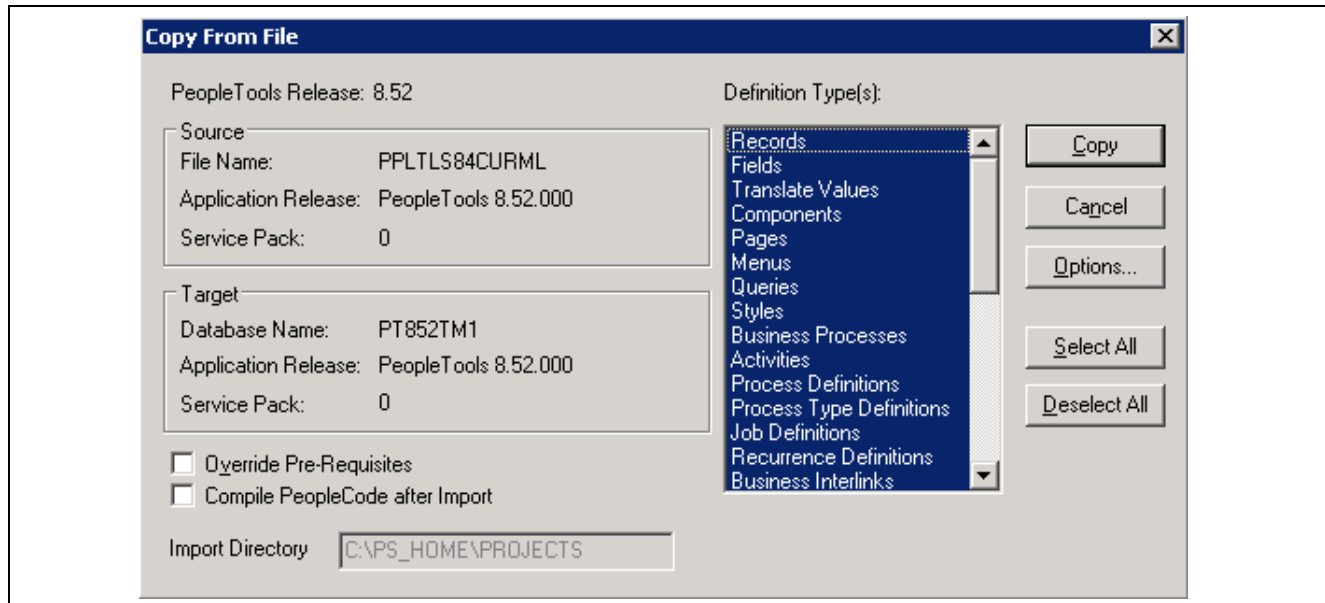 Copy From File
PeopleTools Release: 8.52
Source
File Name: PPLTLS84CURML
Application Release: PeopleTools 8.52.000
Service Pack: 0
Target
Database Name: PT852TM1
Application Release: PeopleTools 8.52.000
Service Pack: 0
Override Pre-Requisites
Compile PeopleCode after Import
Import Directory C:\PS_HOME\PROJECTS
Definition Type(s):
Records
Fields
Translate Values
Components
Pages
Menus
Queries
Styles
Business Processes
Activities
Process Definitions
Process Type Definitions
Job Definitions
Recurrence Definitions
Business Interlinks
Copy
Cancel
Options...
Select All
Deselect All